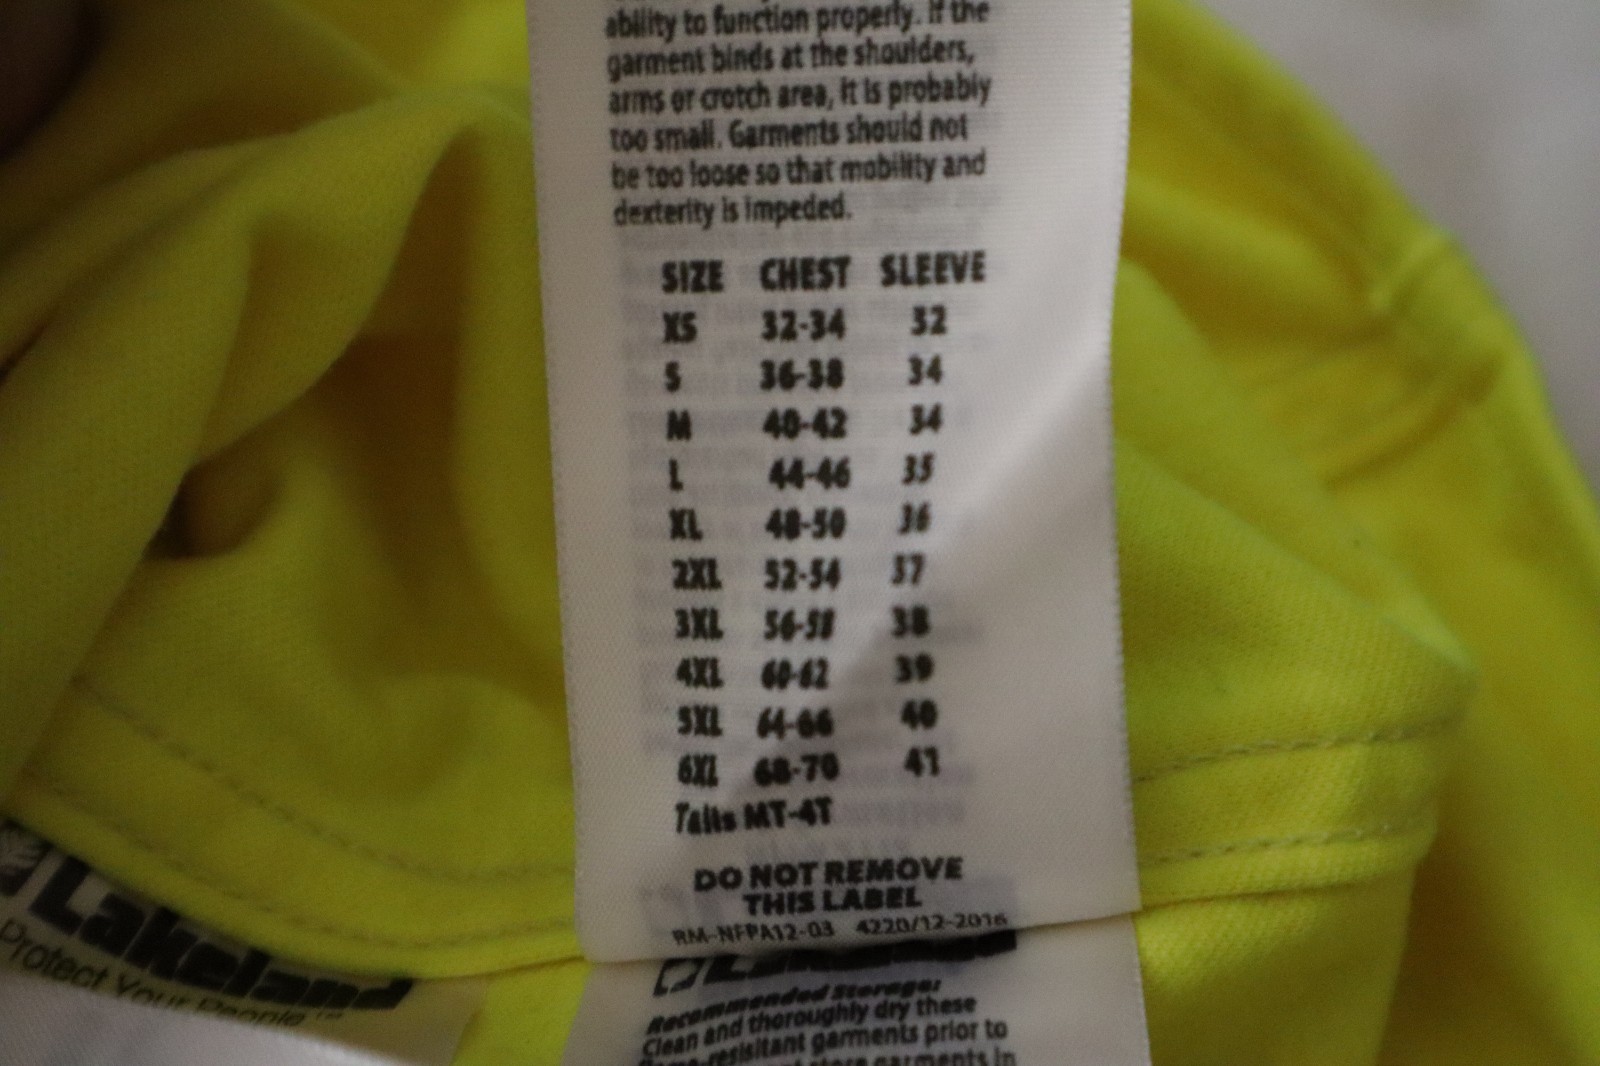 ability to function properly. If the
garment binds at the shoulders,
arms or crotch area, it is probably
too small. Garments should not
be too loose so that mobility and
dexterity is impeded.
SIZE CHEST SLEEVE
XS 32-34 32
S 36-38 34
M 40-42 34
L 44-46 35
XL 48-50 36
2XL 52-54 37
3XL 56-58 38
4XL 60-62 39
5XL 64-66 40
6XL 68-70 41
Talls MT-4T
DO NOT REMOVE
THIS LABEL
RM-NFPA12-03 4220/12-2016
Lakeland
Protect Your People™
Lakeland
Recommended Storage:
Clean and thoroughly dry these
garments prior to
store garments in